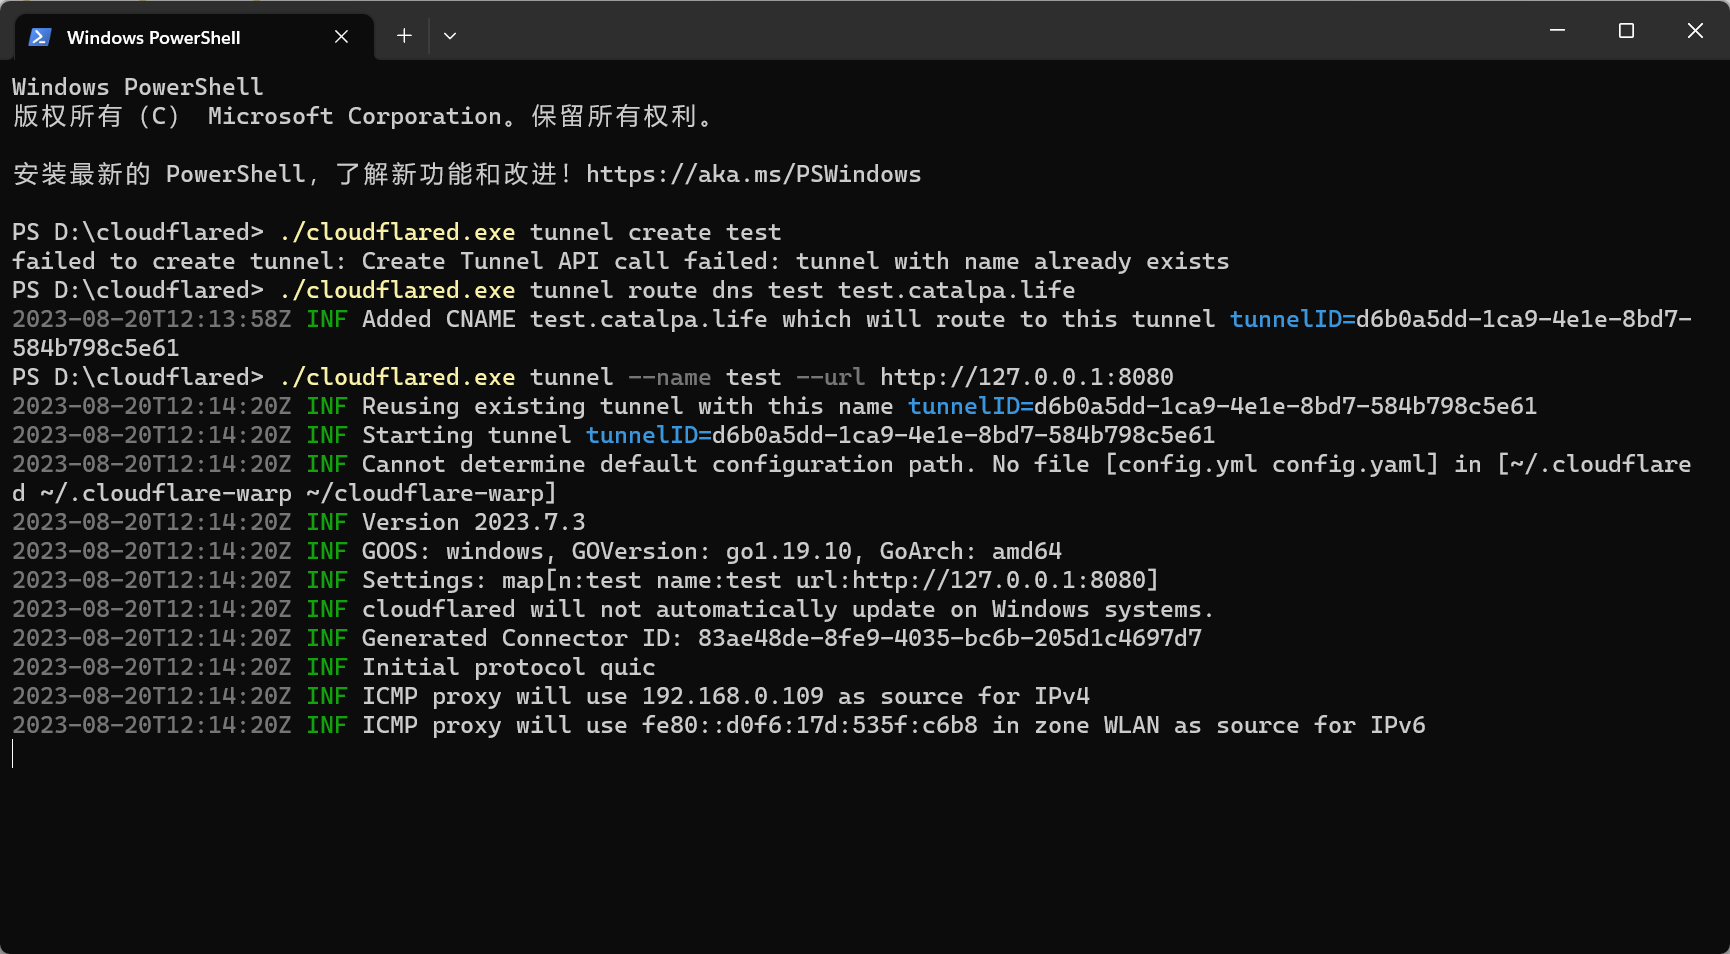 Windows PowerShell
Windows PowerShell
版权所有（C） Microsoft Corporation。保留所有权利。
安装最新的 PowerShell，了解新功能和改进！https://aka.ms/PSWindows
PS D:\cloudflared> ./cloudflared.exe tunnel create test
failed to create tunnel: Create Tunnel API call failed: tunnel with name already exists
PS D:\cloudflared> ./cloudflared.exe tunnel route dns test test.catalpa.life
2023-08-20T12:13:58Z INF Added CNAME test.catalpa.life which will route to this tunnel tunnelID=d6b0a5dd-1ca9-4e1e-8bd7-
584b798c5e61
PS D:\cloudflared> ./cloudflared.exe tunnel --name test --url http://127.0.0.1:8080
2023-08-20T12:14:20Z INF Reusing existing tunnel with this name tunnelID=d6b0a5dd-1ca9-4e1e-8bd7-584b798c5e61
2023-08-20T12:14:20Z INF Starting tunnel tunnelID=d6b0a5dd-1ca9-4e1e-8bd7-584b798c5e61
2023-08-20T12:14:20Z INF Cannot determine default configuration path. No file [config.yml config.yaml] in [~/.cloudflare
d ~/.cloudflare-warp ~/cloudflare-warp]
2023-08-20T12:14:20Z INF Version 2023.7.3
2023-08-20T12:14:20Z INF GOOS: windows, GOVersion: go1.19.10, GoArch: amd64
2023-08-20T12:14:20Z INF Settings: map[n:test name:test url:http://127.0.0.1:8080]
2023-08-20T12:14:20Z INF cloudflared will not automatically update on Windows systems.
2023-08-20T12:14:20Z INF Generated Connector ID: 83ae48de-8fe9-4035-bc6b-205d1c4697d7
2023-08-20T12:14:20Z INF Initial protocol quic
2023-08-20T12:14:20Z INF ICMP proxy will use 192.168.0.109 as source for IPv4
2023-08-20T12:14:20Z INF ICMP proxy will use fe80::d0f6:17d:535f:c6b8 in zone WLAN as source for IPv6